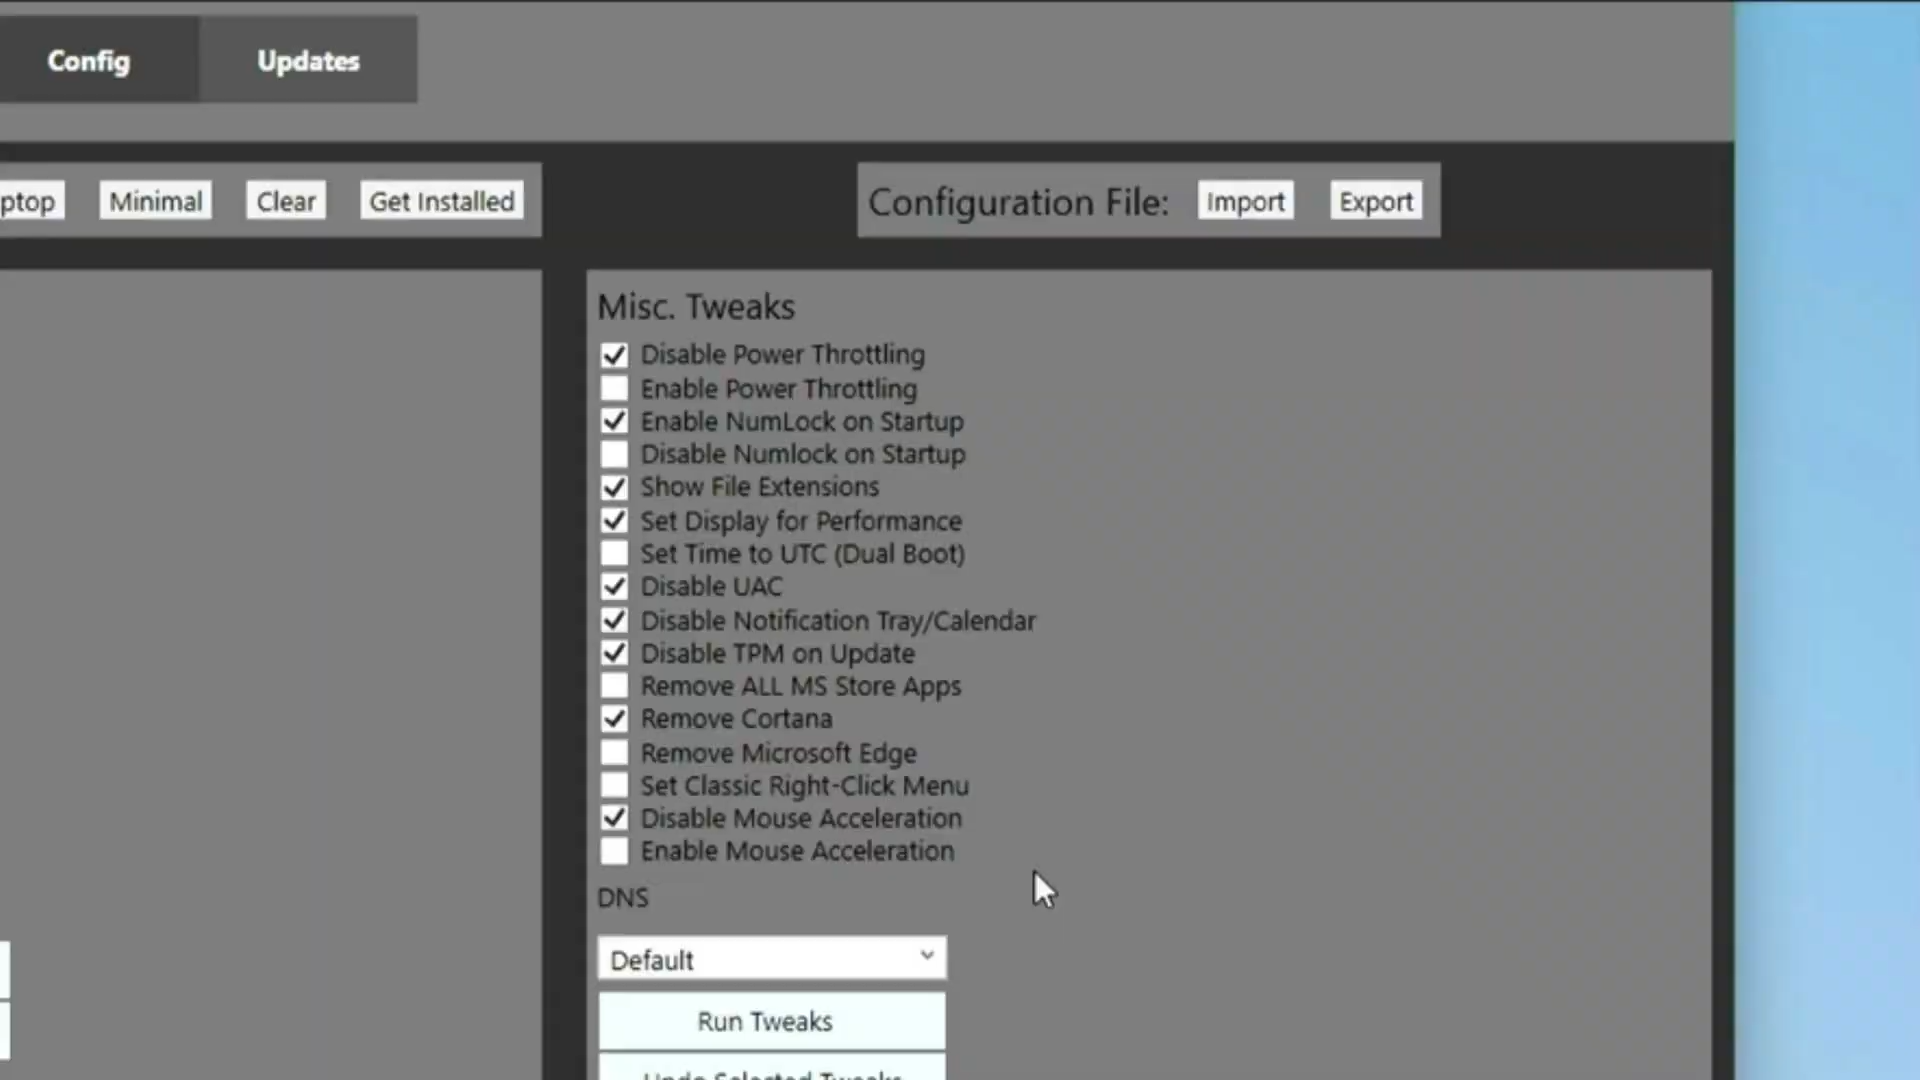 Config Updates
Minimal Clear Get Installed Configuration File: Import Export
Misc. Tweaks
Disable Power Throttling
Enable Power Throttling
Enable NumLock on Startup
Disable Numlock on Startup
Show File Extensions
Set Display for Performance
Set Time to UTC (Dual Boot)
Disable UAC
Disable Notification Tray/Calendar
Disable TPM on Update
Remove ALL MS Store Apps
Remove Cortana
Remove Microsoft Edge
Set Classic Right-Click Menu
Disable Mouse Acceleration
Enable Mouse Acceleration
DNS
Default
Run Tweaks
Undo Selected Tweaks